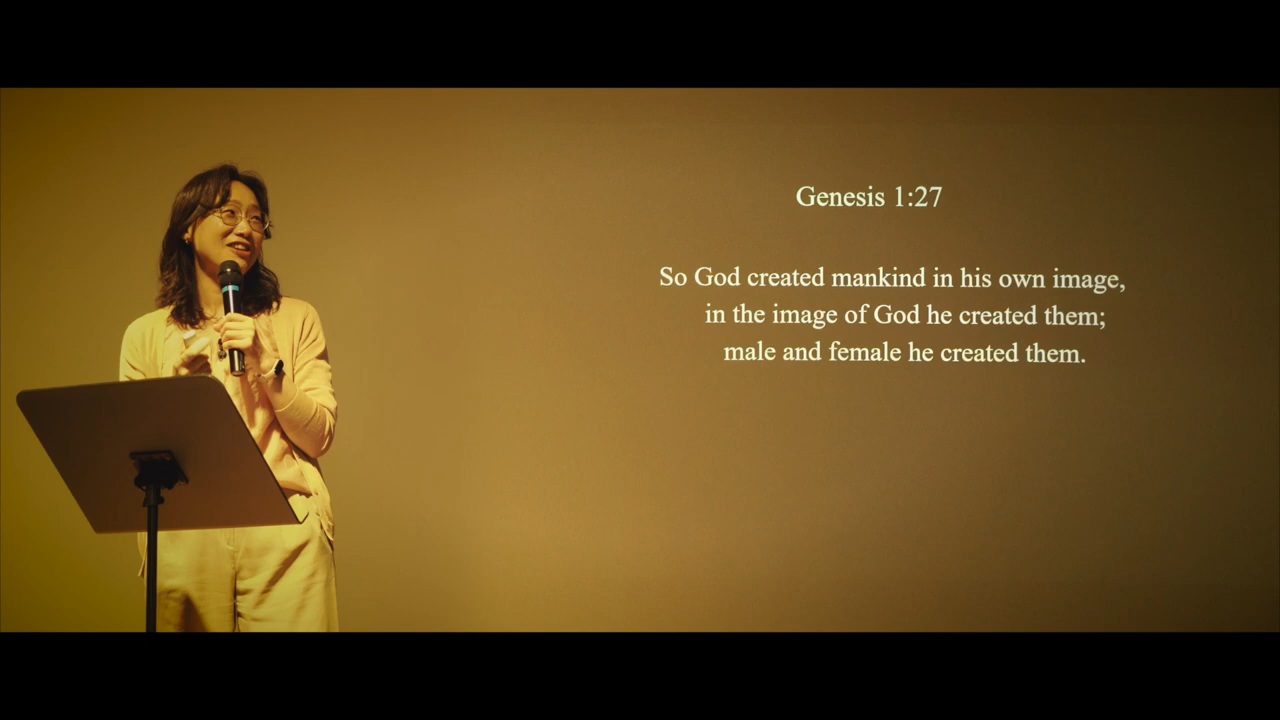 Genesis 1:27
So God created mankind in his own image,
in the image of God he created them;
male and female he created them.